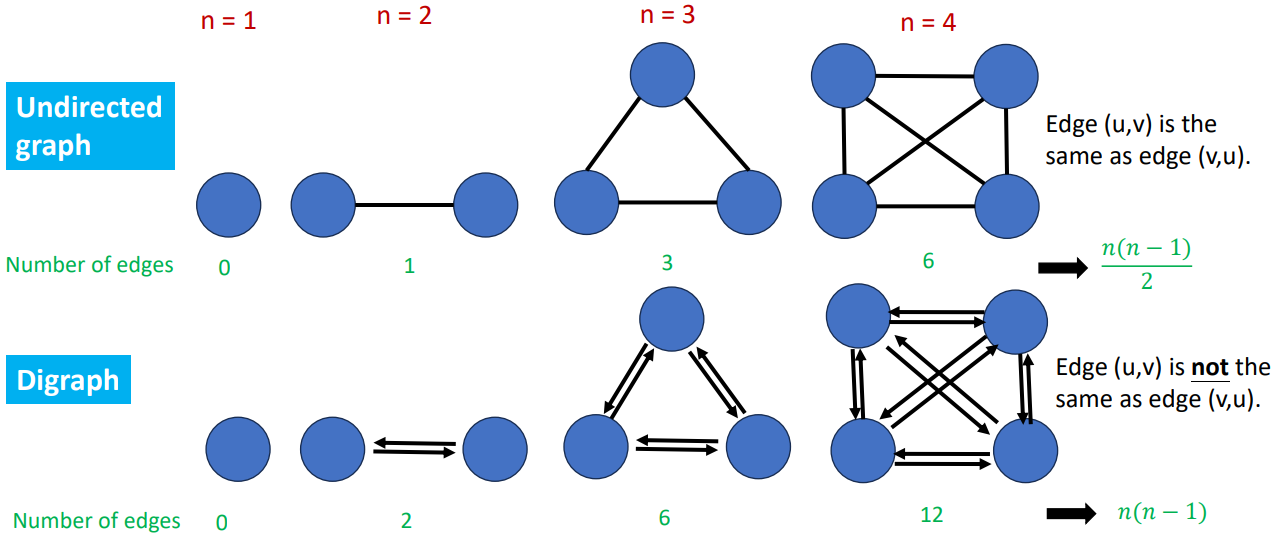 n = 1
n = 2
n = 3
n = 4
Undirected
graph
Edge (u,v) is the
same as edge (v,u).
Number of edges
0
1
3
6
n(n − 1)
2
Digraph
Edge (u,v) is not the
same as edge (v,u).
Number of edges
0
2
6
12
n(n − 1)